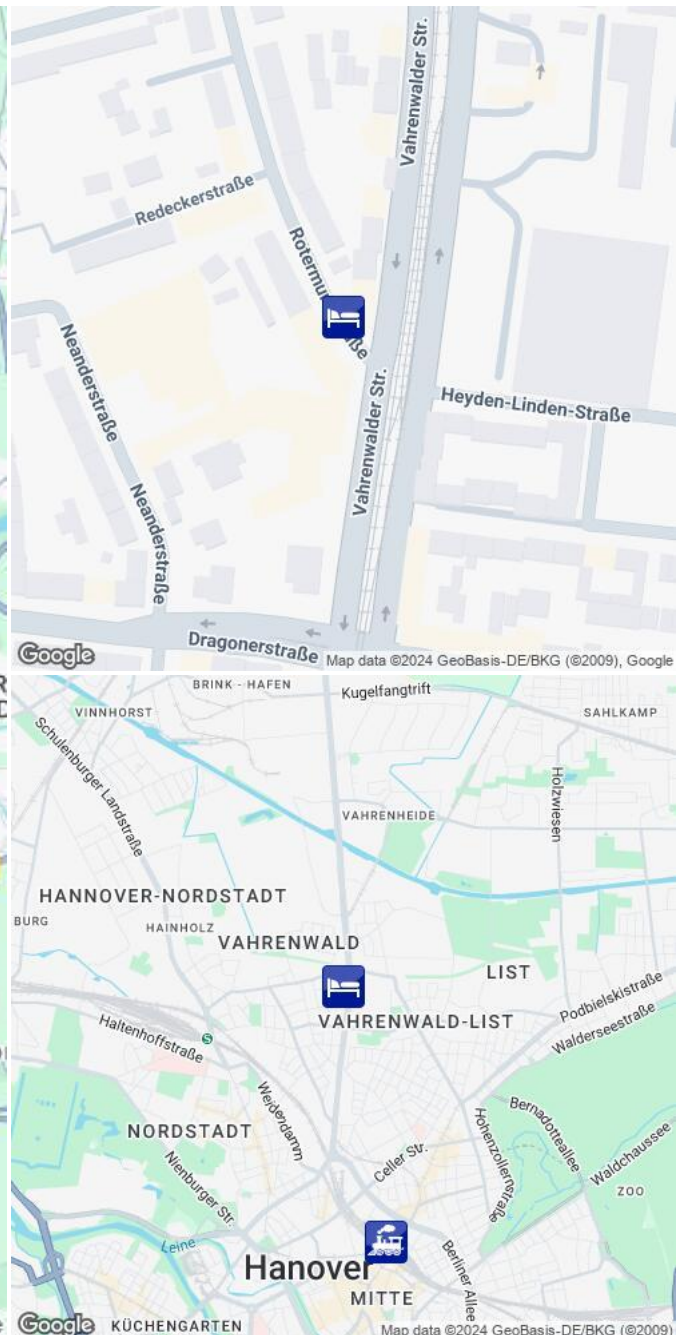 Vahrenwalder Str.
Redeckerstraße
Rotermu
ße
Neanderstraße
Vahrenwalder Str.
Heyden-Linden-Straße
Neanderstraße
Dragonerstraße
Google
Map data ©2024 GeoBasis-DE/BKG (©2009), Google
BRINK - HAFEN
Kugelfangtrift
VINNHORST
SAHLKAMP
Schulenburger Landstraße
Holzwiesen
VAHRENHEIDE
HANNOVER-NORDSTADT
BURG
HAINHOLZ
VAHRENWALD
LIST
Podbielskistraße
VAHRENWALD-LIST
Walderseestraße
Haltenhoffstraße
S
Weidendamm
Bernadotteallee
NORDSTADT
Hohenzollernstraße
Waldchaussee
Celler Str.
Nienburger Str.
ZOO
Leine
Hanover
Berliner Allee
MITTE
Google
KÜCHENGARTEN
Map data ©2024 GeoBasis-DE/BKG (©2009)